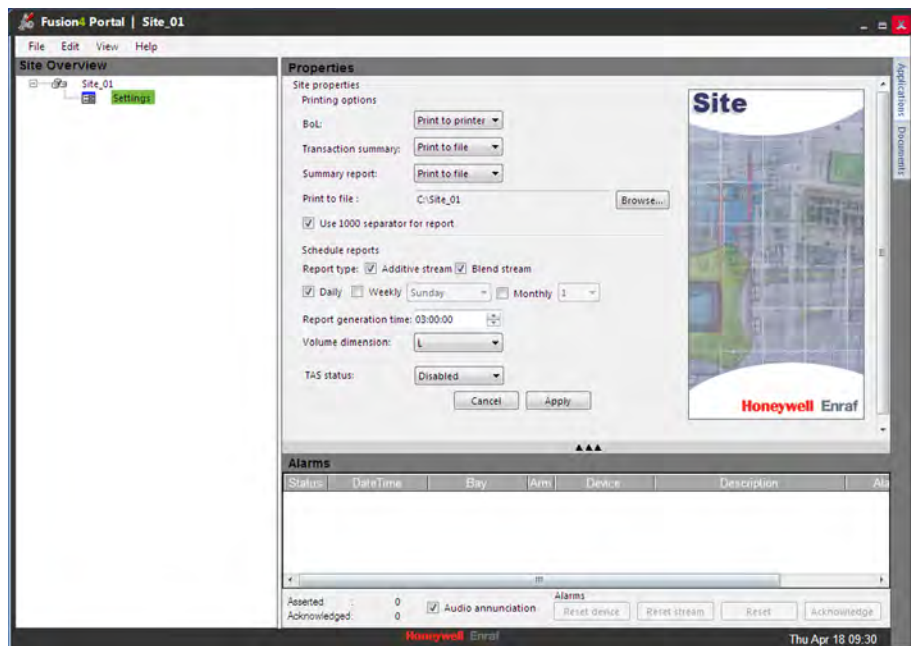 Fusion4 Portal | Site_01
File Edit View Help
Site Overview
Site_01
Settings
Properties
Site properties
Printing options
BoL: Print to printer
Transaction summary: Print to file
Summary report: Print to file
Print to file : C:\Site_01 Browse...
Use 1000 separator for report
Schedule reports
Report type: Additive stream Blend stream
Daily Weekly Sunday Monthly 1
Report generation time: 03:00:00
Volume dimension: L
TAS status: Disabled
Cancel Apply
Site
Honeywell Enraf
Applications
Documents
Alarms
Status DateTime Bay Arm Device Description Ala
Asserted : 0
Acknowledged: 0
Audio annunciation
Alarms
Reset device Reset stream Reset Acknowledge
Honeywell Enraf
Thu Apr 18 09:30